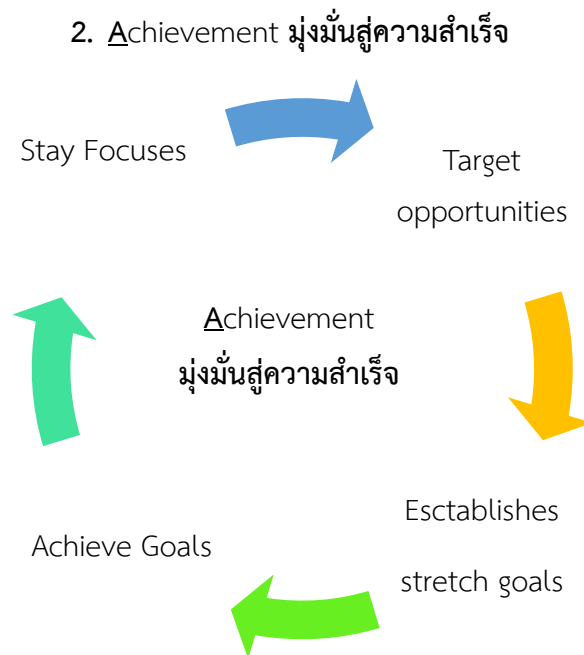 2. Achievement มุ่งมั่นสู่ความสำเร็จ
Stay Focuses
Target
opportunities
Achievement
มุ่งมั่นสู่ความสำเร็จ
Esctablishes
stretch goals
Achieve Goals